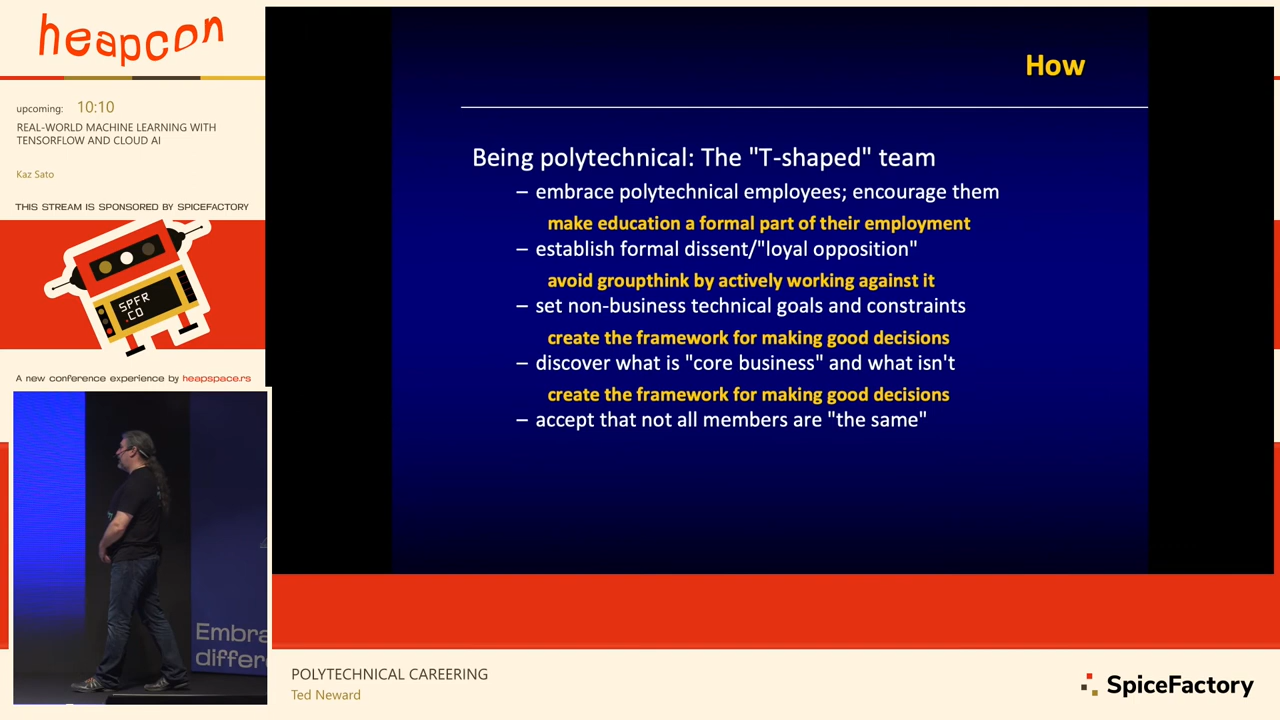 heapcon
upcoming: 10:10
REAL-WORLD MACHINE LEARNING WITH
TENSORFLOW AND CLOUD AI
Kaz Sato
THIS STREAM IS SPONSORED BY SPICEFACTORY
SPFR
.CO
A new conference experience by heapspace.rs
How
Being polytechnical: The "T-shaped" team
– embrace polytechnical employees; encourage them
make education a formal part of their employment
– establish formal dissent/"loyal opposition"
avoid groupthink by actively working against it
– set non-business technical goals and constraints
create the framework for making good decisions
– discover what is "core business" and what isn't
create the framework for making good decisions
– accept that not all members are "the same"
Embra
differ
POLYTECHNICAL CAREERING
Ted Neward
SpiceFactory